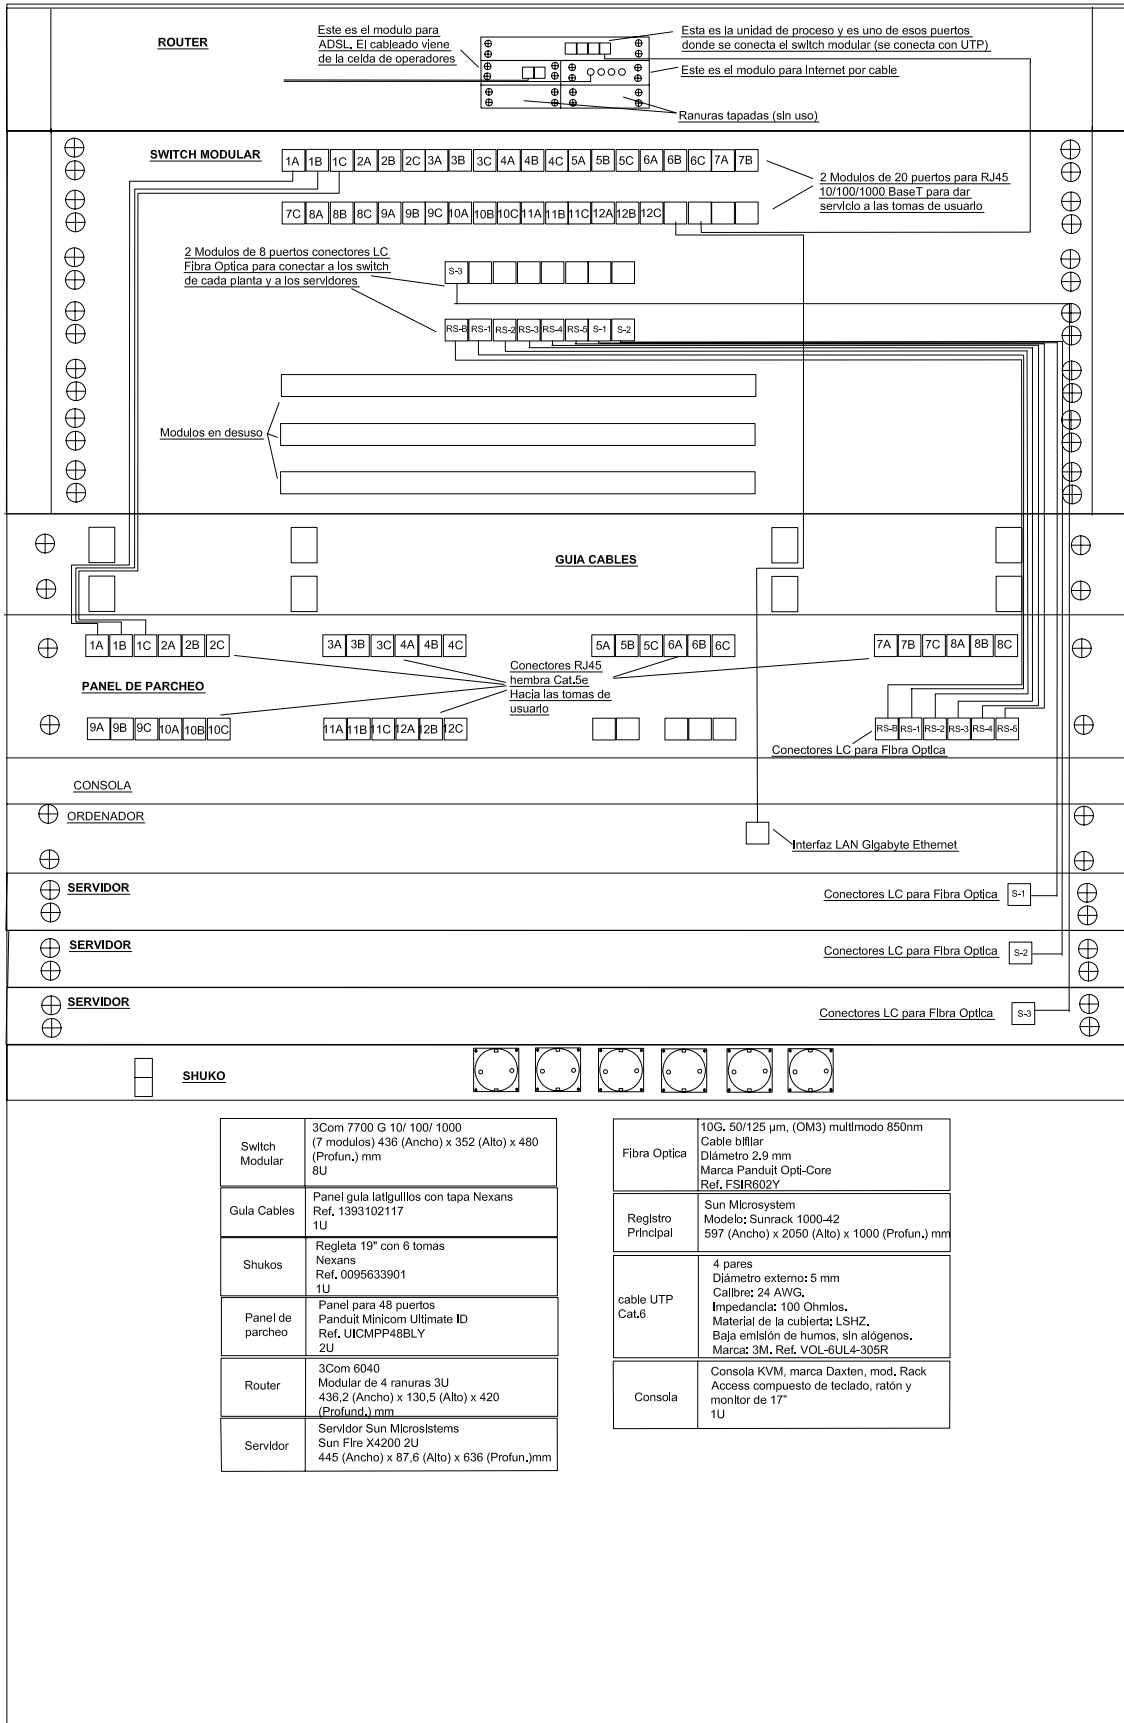 ROUTER
Este es el modulo para
ADSL. El cableado viene
de la celda de operadores
Esta es la unidad de proceso y es uno de esos puertos
donde se conecta el switch modular (se conecta con UTP)
Este es el modulo para Internet por cable
Ranuras tapadas (sin uso)
SWITCH MODULAR
1A 1B 1C 2A 2B 2C 3A 3B 3C 4A 4B 4C 5A 5B 5C 6A 6B 6C 7A 7B
2 Modulos de 20 puertos para RJ45
10/100/1000 BaseT para dar
servicio a las tomas de usuario
7C 8A 8B 8C 9A 9B 9C 10A 10B 10C 11A 11B 11C 12A 12B 12C
2 Modulos de 8 puertos conectores LC
Fibra Optica para conectar a los switch
de cada planta y a los servidores
S-3
RS-B RS-1 RS-2 RS-3 RS-4 RS-5 S-1 S-2
Modulos en desuso
GUIA CABLES
1A 1B 1C 2A 2B 2C 3A 3B 3C 4A 4B 4C 5A 5B 5C 6A 6B 6C 7A 7B 7C 8A 8B 8C
Conectores RJ45
hembra Cat.5e
Hacia las tomas de
usuario
PANEL DE PARCHEO
9A 9B 9C 10A 10B 10C 11A 11B 11C 12A 12B 12C RS-B RS-1 RS-2 RS-3 RS-4 RS-5
Conectores LC para Fibra Optica
CONSOLA
ORDENADOR
Interfaz LAN Gigabyte Ethernet
SERVIDOR
Conectores LC para Fibra Optica S-1
SERVIDOR
Conectores LC para Fibra Optica S-2
SERVIDOR
Conectores LC para Fibra Optica S-3
SHUKO
Switch
Modular
3Com 7700 G 10/ 100/ 1000
(7 modulos) 436 (Ancho) x 352 (Alto) x 480
(Profun.) mm
8U
Guia Cables
Panel guia latiguillos con tapa Nexans
Ref. 1393102117
1U
Shukos
Regleta 19" con 6 tomas
Nexans
Ref. 0095633901
1U
Panel de
parcheo
Panel para 48 puertos
Panduit Minicom Ultimate ID
Ref. UICMPP48BLY
2U
Router
3Com 6040
Modular de 4 ranuras 3U
436,2 (Ancho) x 130,5 (Alto) x 420
(Profund.) mm
Servidor
Servidor Sun Microsistems
Sun Fire X4200 2U
445 (Ancho) x 87,6 (Alto) x 636 (Profun.)mm
Fibra Optica
10G. 50/125 µm, (OM3) multimodo 850nm
Cable bifilar
Diámetro 2.9 mm
Marca Panduit Opti-Core
Ref. FSIR602Y
Registro
Principal
Sun Microsystem
Modelo: Sunrack 1000-42
597 (Ancho) x 2050 (Alto) x 1000 (Profun.) mm
cable UTP
Cat.6
4 pares
Diámetro externo: 5 mm
Calibre: 24 AWG.
Impedancia: 100 Ohmios.
Material de la cubierta: LSHZ.
Baja emisión de humos, sin alógenos.
Marca: 3M. Ref. VOL-6UL4-305R
Consola
Consola KVM, marca Daxten, mod. Rack
Access compuesto de teclado, ratón y
monitor de 17"
1U